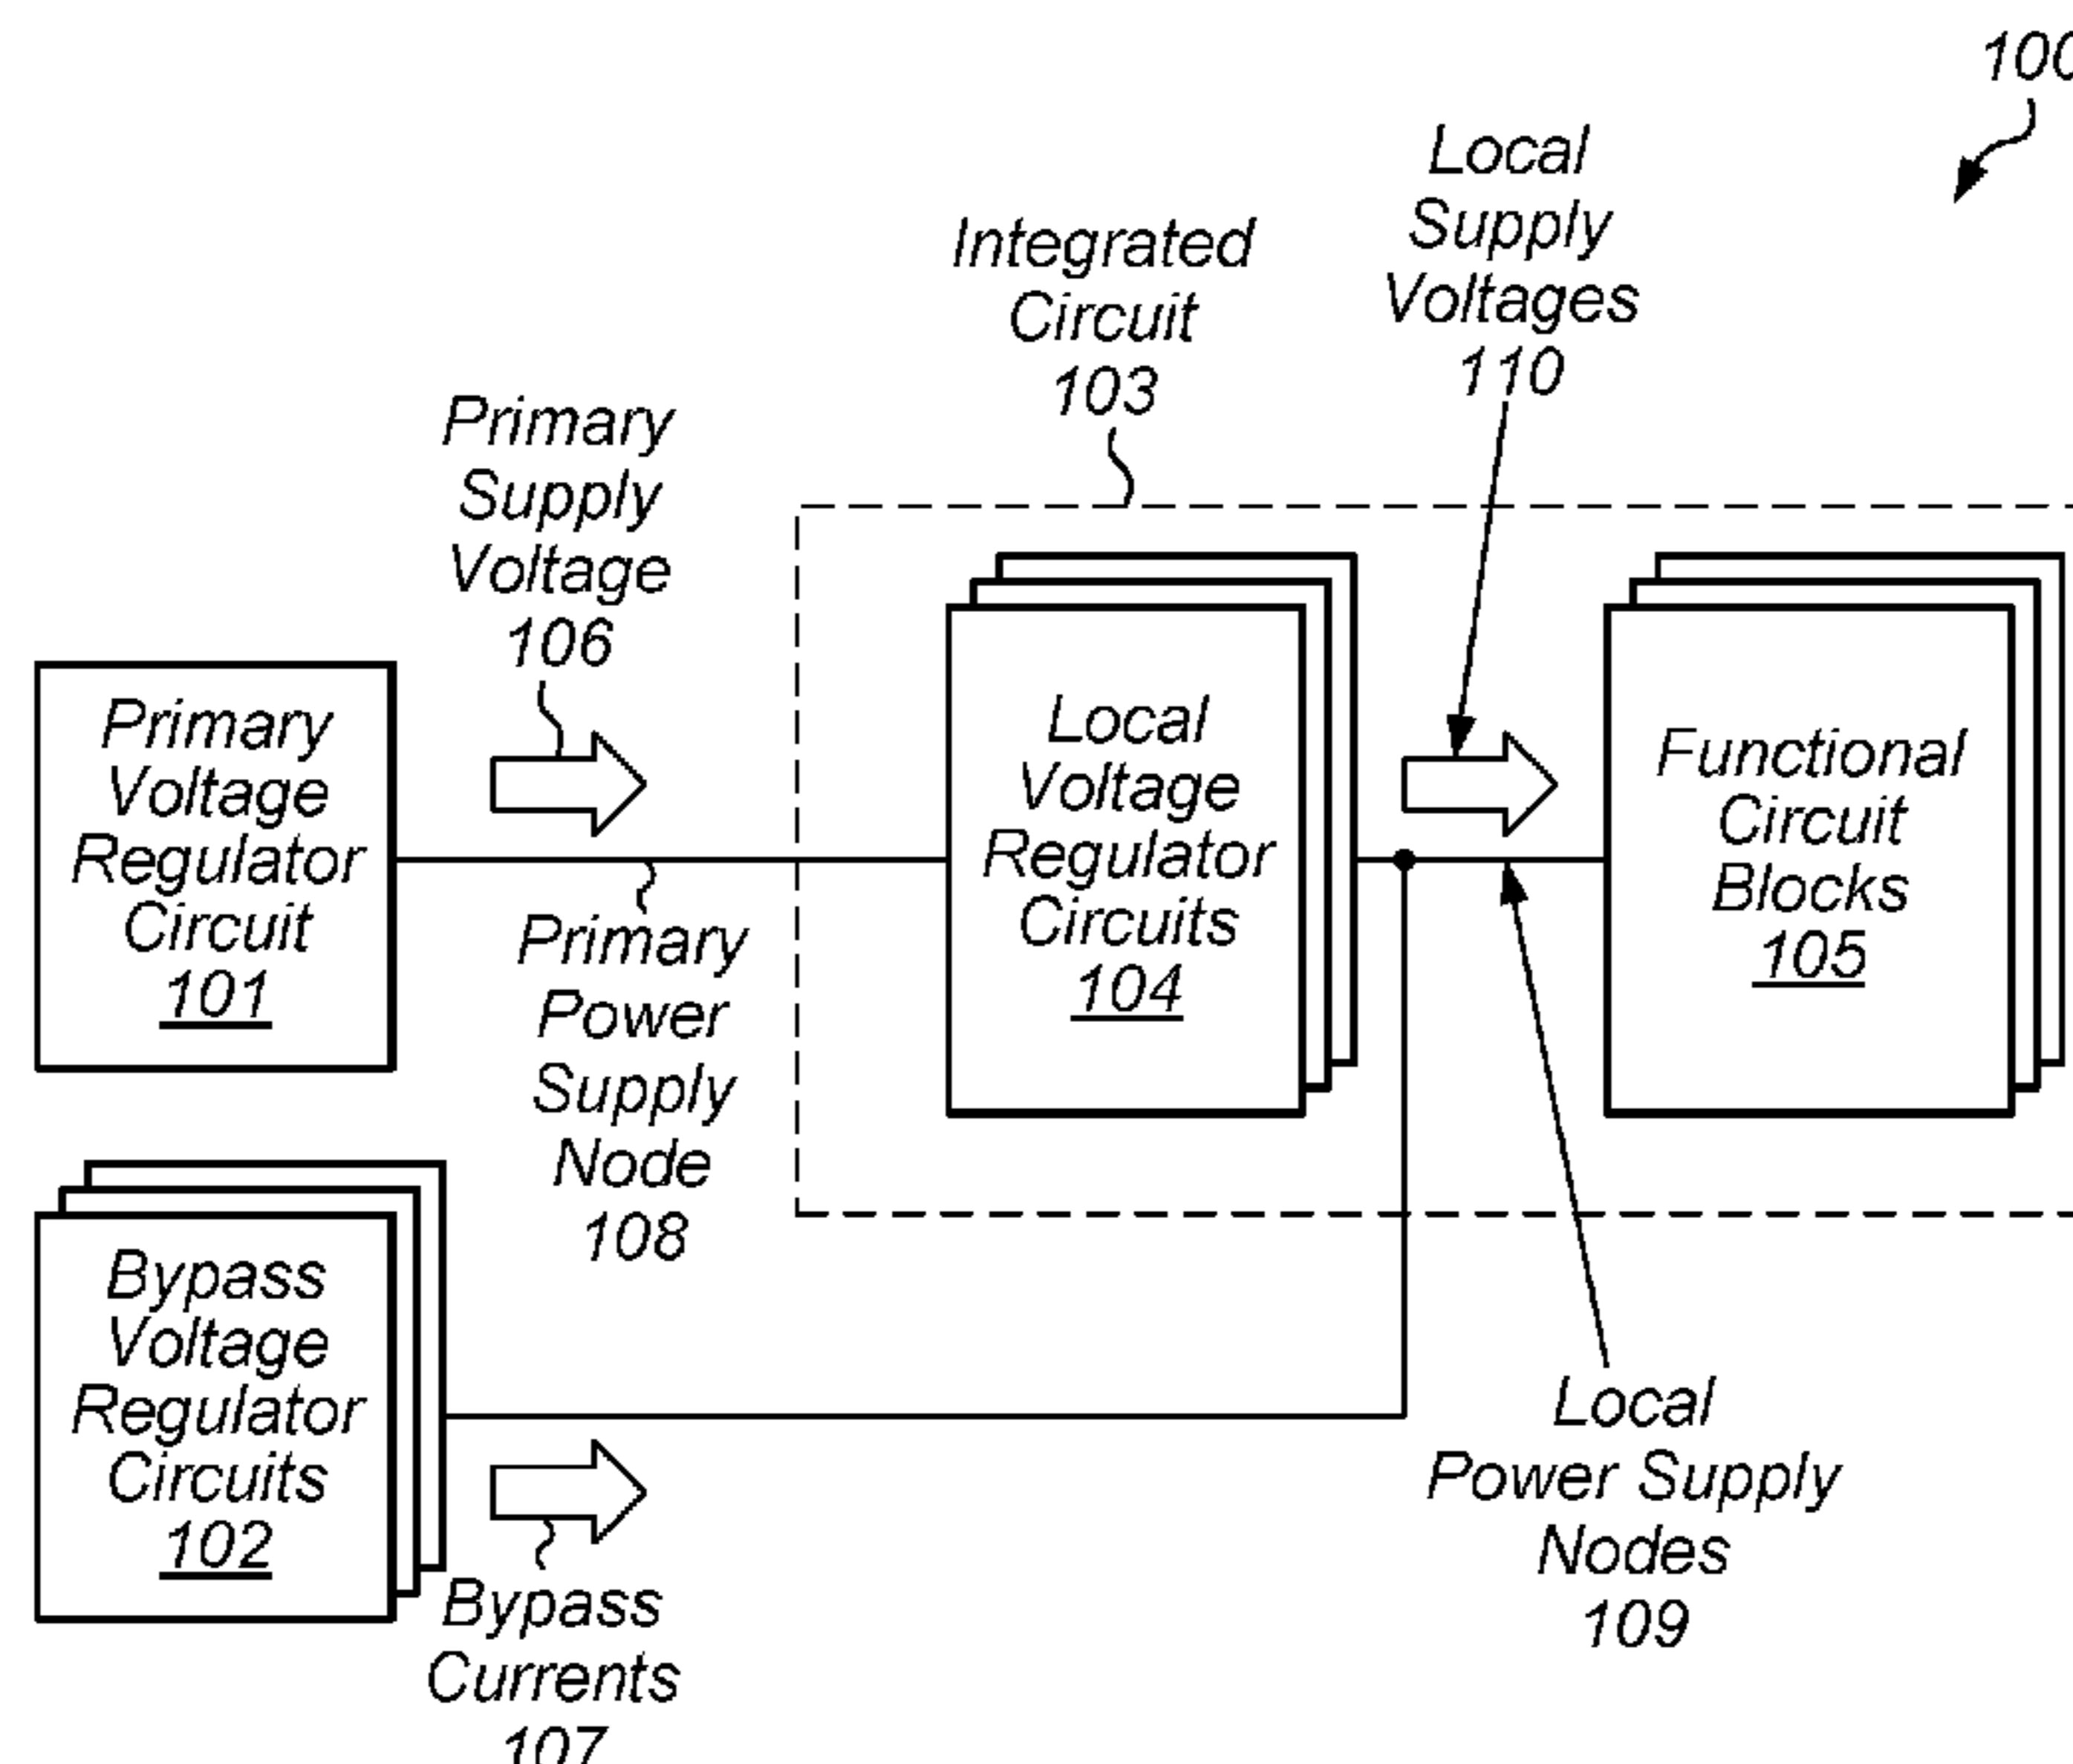 100
Local
Supply
Voltages
110
Integrated
Circuit
103
Primary
Supply
Voltage
106
Primary
Voltage
Regulator
Circuit
101
Local
Voltage
Regulator
Circuits
104
Functional
Circuit
Blocks
105
Primary
Power
Supply
Node
108
Bypass
Voltage
Regulator
Circuits
102
Local
Power Supply
Nodes
109
Bypass
Currents
107